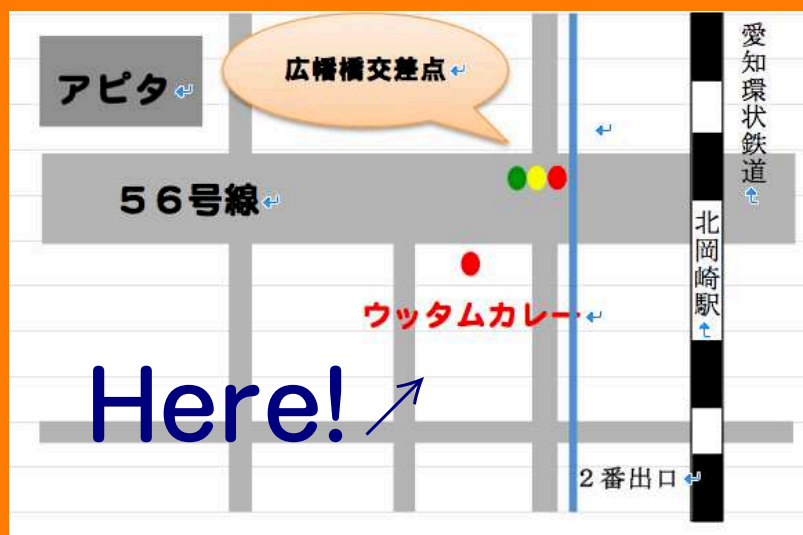 アピタ
広幡橋交差点
愛知環状鉄道
５６号線
北岡崎駅
ウッタムカレー
Here!
２番出口